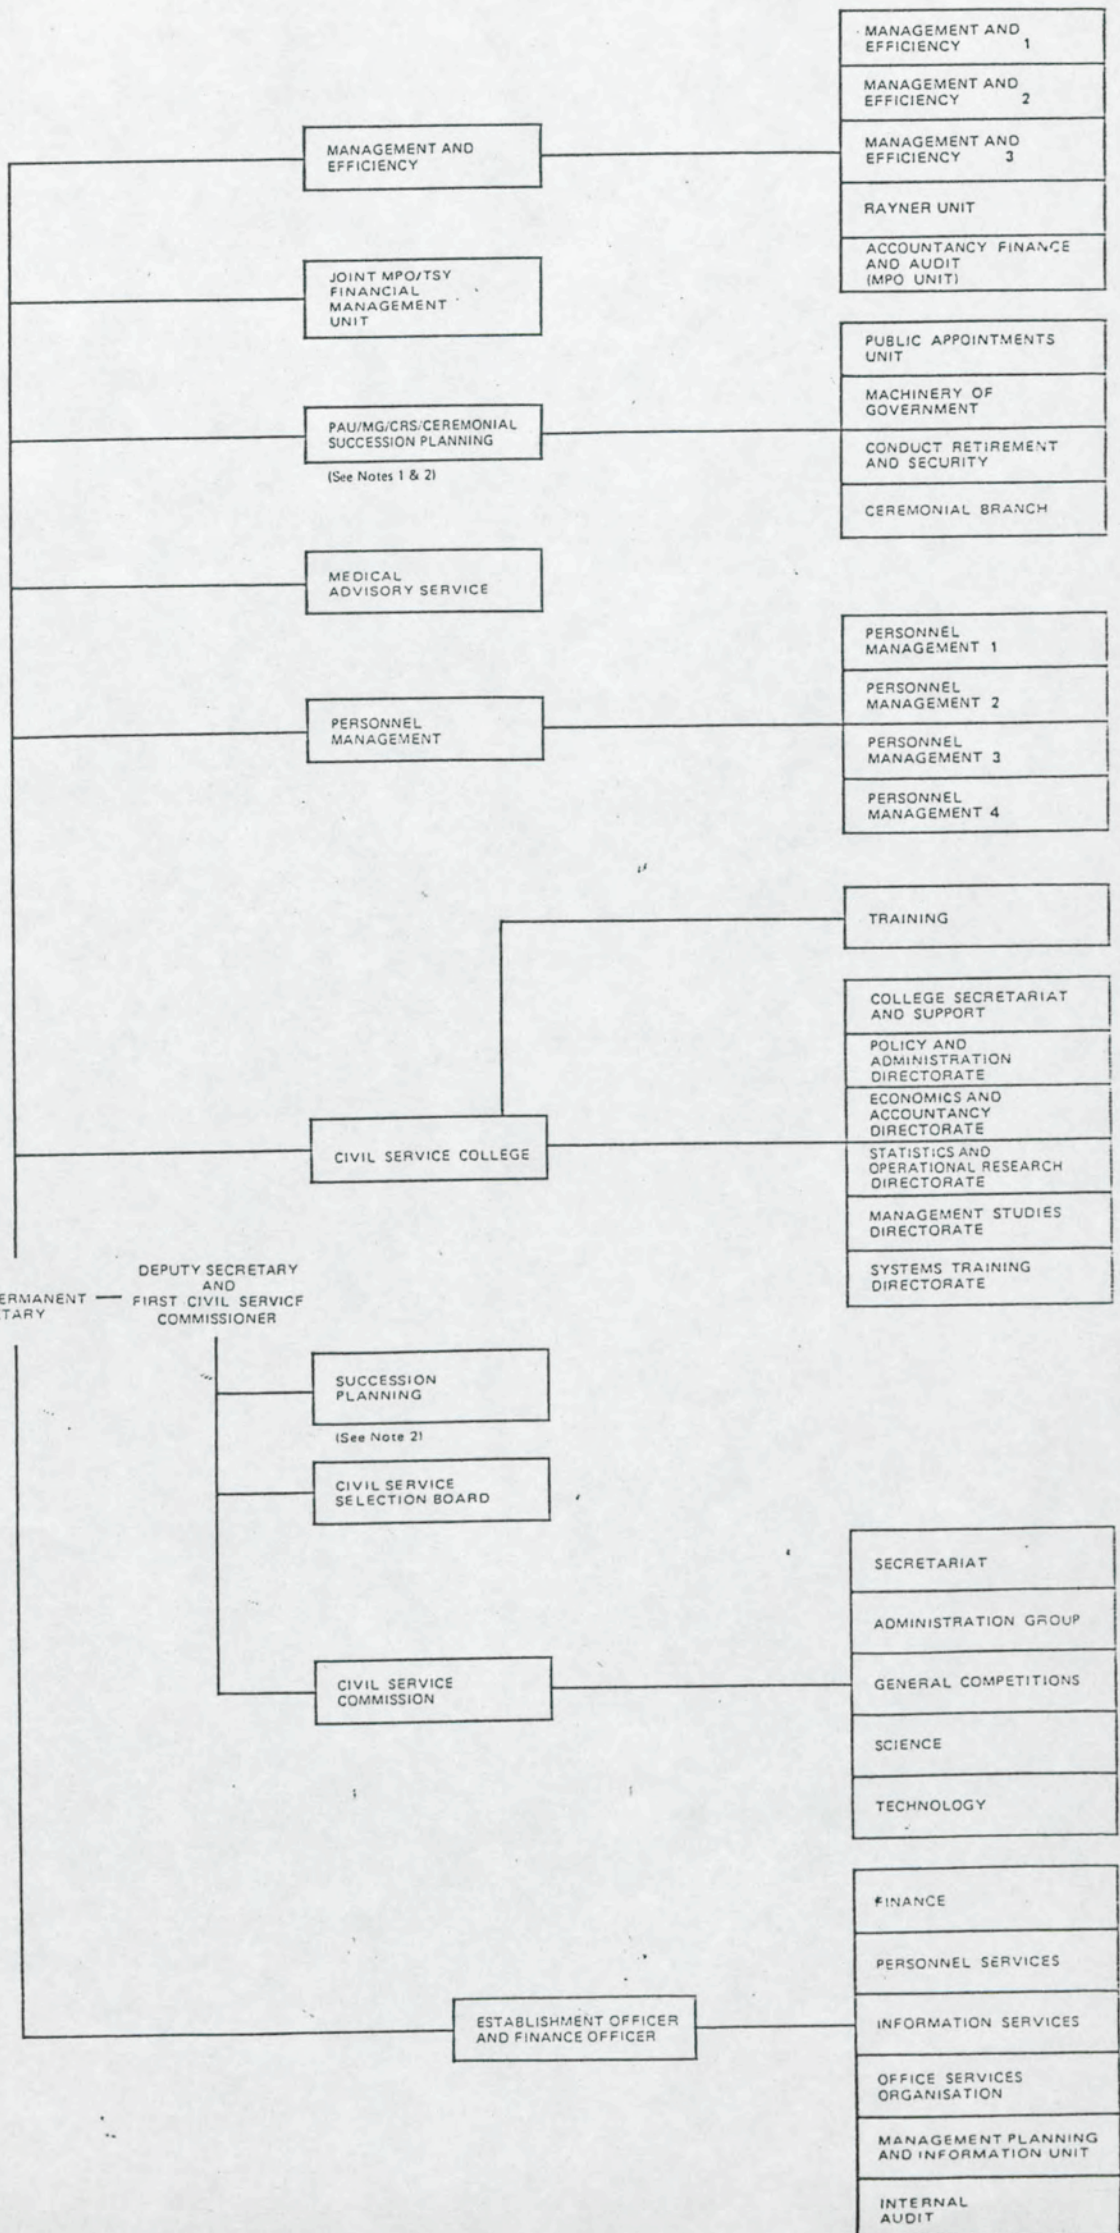 MANAGEMENT AND
EFFICIENCY 1
MANAGEMENT AND
EFFICIENCY 2
MANAGEMENT AND
EFFICIENCY 3
RAYNER UNIT
ACCOUNTANCY FINANCE
AND AUDIT
(MPO UNIT)
MANAGEMENT AND
EFFICIENCY
JOINT MPO/TSY
FINANCIAL
MANAGEMENT
UNIT
PUBLIC APPOINTMENTS
UNIT
MACHINERY OF
GOVERNMENT
CONDUCT RETIREMENT
AND SECURITY
CEREMONIAL BRANCH
PAU/MG/CRS/CEREMONIAL
SUCCESSION PLANNING
(See Notes 1 & 2)
MEDICAL
ADVISORY SERVICE
PERSONNEL
MANAGEMENT 1
PERSONNEL
MANAGEMENT 2
PERSONNEL
MANAGEMENT 3
PERSONNEL
MANAGEMENT 4
PERSONNEL
MANAGEMENT
TRAINING
COLLEGE SECRETARIAT
AND SUPPORT
POLICY AND
ADMINISTRATION
DIRECTORATE
ECONOMICS AND
ACCOUNTANCY
DIRECTORATE
STATISTICS AND
OPERATIONAL RESEARCH
DIRECTORATE
MANAGEMENT STUDIES
DIRECTORATE
SYSTEMS TRAINING
DIRECTORATE
CIVIL SERVICE COLLEGE
ERMANENT
TARY
DEPUTY SECRETARY
AND
FIRST CIVIL SERVICE
COMMISSIONER
SUCCESSION
PLANNING
(See Note 2)
CIVIL SERVICE
SELECTION BOARD
CIVIL SERVICE
COMMISSION
SECRETARIAT
ADMINISTRATION GROUP
GENERAL COMPETITIONS
SCIENCE
TECHNOLOGY
ESTABLISHMENT OFFICER
AND FINANCE OFFICER
FINANCE
PERSONNEL SERVICES
INFORMATION SERVICES
OFFICE SERVICES
ORGANISATION
MANAGEMENT PLANNING
AND INFORMATION UNIT
INTERNAL
AUDIT